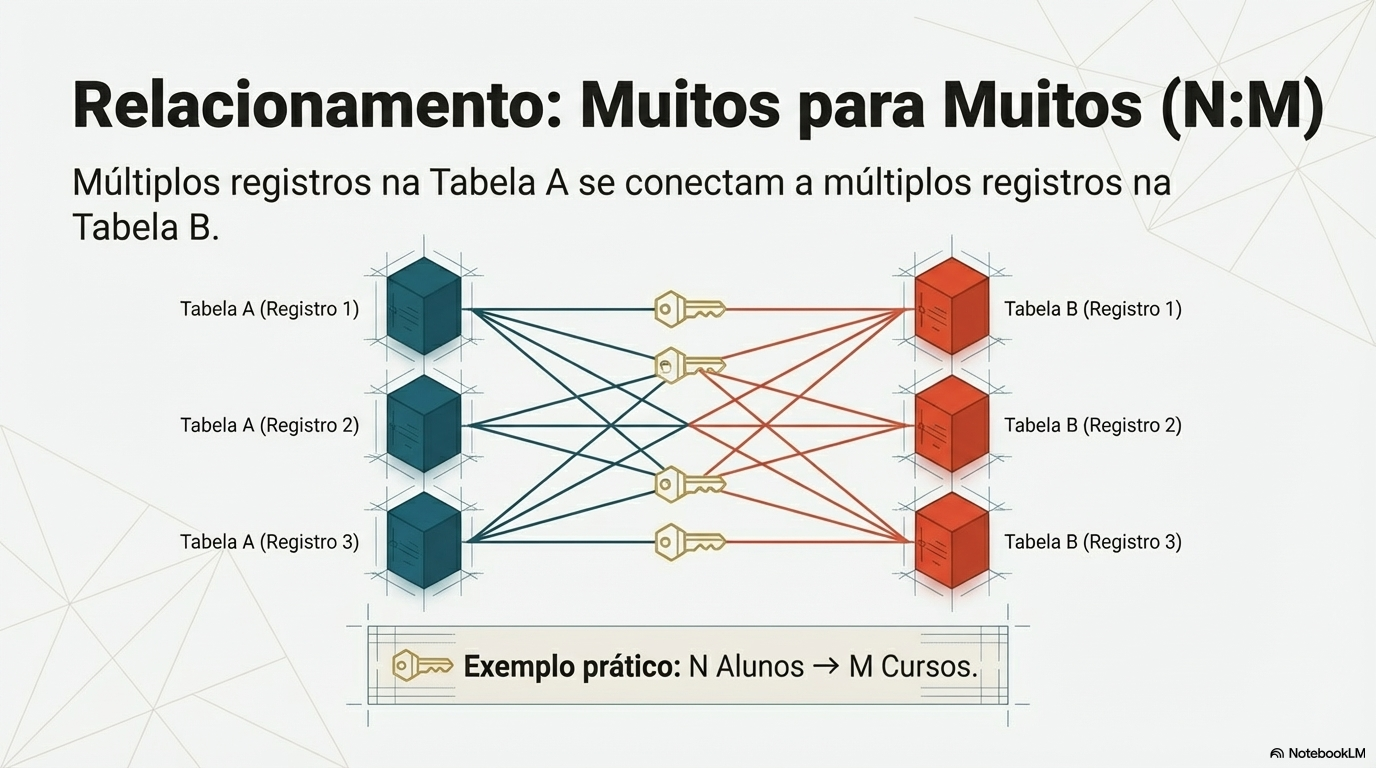 Relacionamento: Muitos para Muitos (N:M)
Múltiplos registros na Tabela A se conectam a múltiplos registros na
Tabela B.
Tabela A (Registro 1)
Tabela B (Registro 1)
Tabela A (Registro 2)
Tabela B (Registro 2)
Tabela A (Registro 3)
Tabela B (Registro 3)
Exemplo prático: N Alunos → M Cursos.
NotebookLM